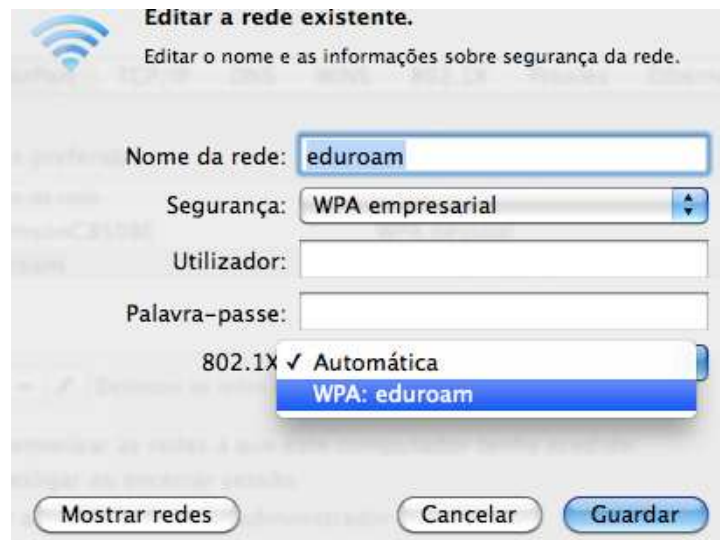 Editar a rede existente.
Editar o nome e as informações sobre segurança da rede.
Nome da rede: eduroam
Segurança: WPA empresarial
Utilizador:
Palavra-passe:
802.1X ✓ Automática
WPA: eduroam
Mostrar redes Cancelar Guardar